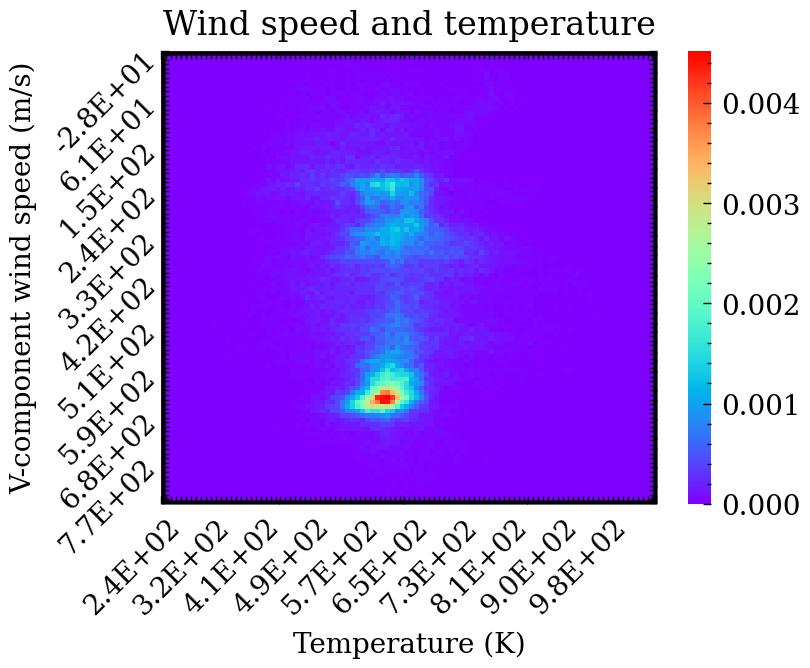 Wind speed and temperature
V-component wind speed (m/s)
-2.8E+01
6.1E+01
1.5E+02
2.4E+02
3.3E+02
4.2E+02
5.1E+02
5.9E+02
6.8E+02
7.7E+02
2.4E+02
3.2E+02
4.1E+02
4.9E+02
5.7E+02
6.5E+02
7.3E+02
8.1E+02
9.0E+02
9.8E+02
Temperature (K)
0.004
0.003
0.002
0.001
0.000